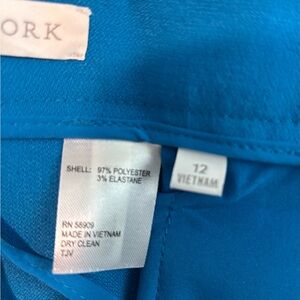 ORK
SHELL: 97% POLYESTER
3% ELASTANE
12
VIETNAM
RN 58909
MADE IN VIETNAM
DRY CLEAN
TJV